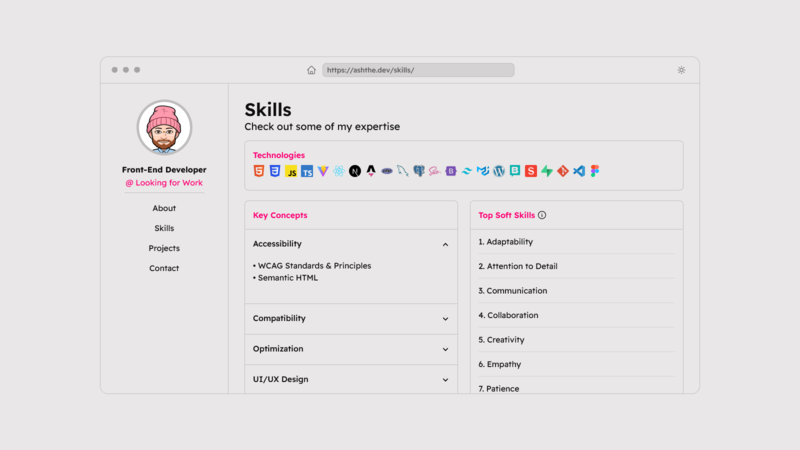 https://ashthe.dev/skills/
Front-End Developer
@ Looking for Work
About
Skills
Projects
Contact
Skills
Check out some of my expertise
Technologies
JS TS
Key Concepts
Accessibility
• WCAG Standards & Principles
• Semantic HTML
Compatibility
Optimization
UI/UX Design
Top Soft Skills
1. Adaptability
2. Attention to Detail
3. Communication
4. Collaboration
5. Creativity
6. Empathy
7. Patience